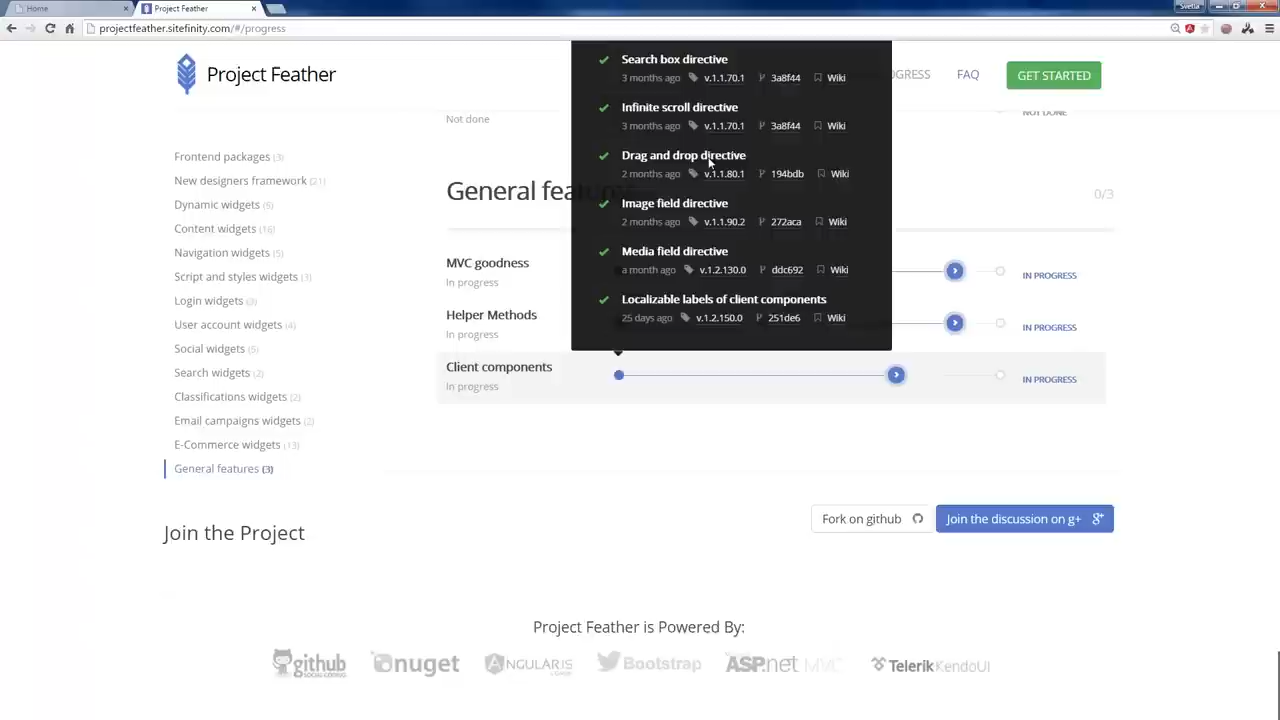 Home
Project Feather
Svetla
projectfeather.sitefinity.com/#/progress
Project Feather
FAQ
GET STARTED
Search box directive
3 months ago v.1.1.70.1 3a8f44 Wiki
Infinite scroll directive
3 months ago v.1.1.70.1 3a8f44 Wiki
Drag and drop directive
2 months ago v.1.1.80.1 194bdb Wiki
Image field directive
2 months ago v.1.1.90.2 272aca Wiki
Media field directive
a month ago v.1.2.130.0 ddc692 Wiki
Localizable labels of client components
25 days ago v.1.2.150.0 251de6 Wiki
Not done
NOT DONE
Frontend packages (3)
New designers framework (21)
Dynamic widgets (5)
Content widgets (16)
Navigation widgets (5)
Script and styles widgets (3)
Login widgets (3)
User account widgets (4)
Social widgets (5)
Search widgets (2)
Classifications widgets (2)
Email campaigns widgets (2)
E-Commerce widgets (13)
General features (3)
General features
0/3
MVC goodness
In progress
IN PROGRESS
Helper Methods
In progress
IN PROGRESS
Client components
In progress
IN PROGRESS
Join the Project
Fork on github
Join the discussion on g+
g+
Project Feather is Powered By:
github
SOCIAL CODING
nuget
ANGULARJS
Bootstrap
ASP.net MVC
Telerik KendoUI